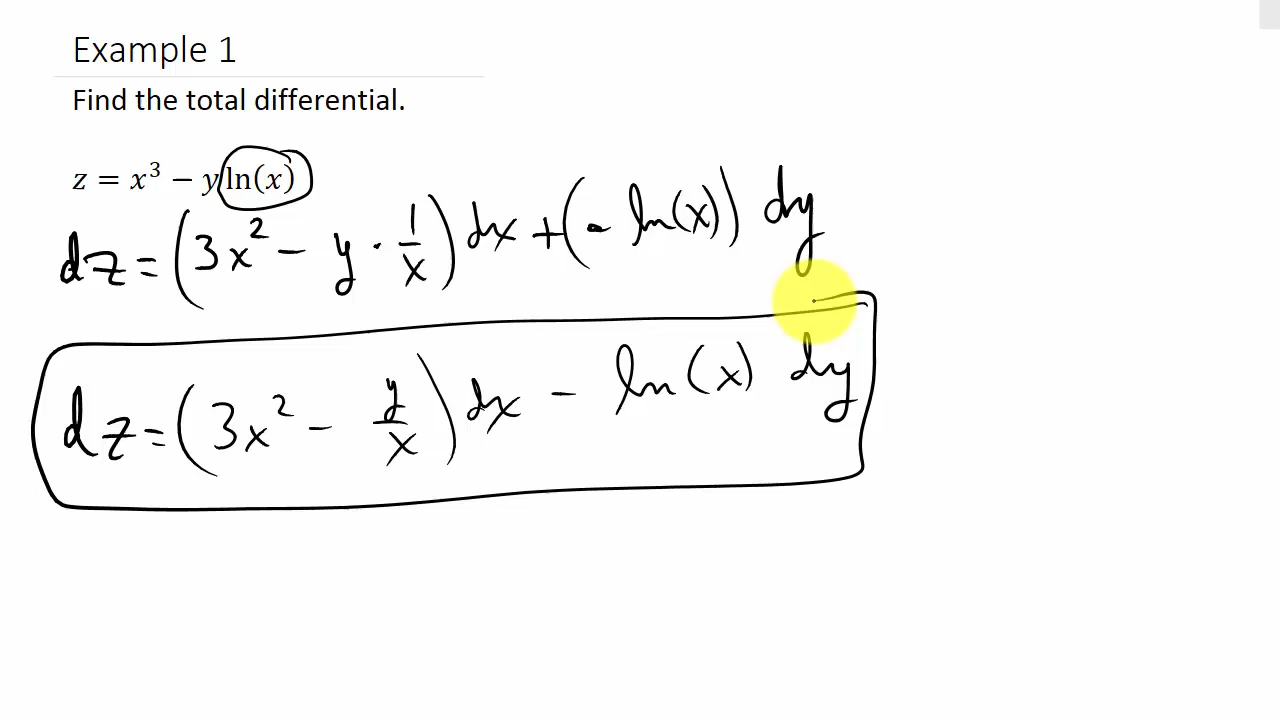 Example 1
Find the total differential.
z = x³ − y ln(x)
dz = (3x² − y · 1/x) dx + (− ln(x)) dy
dz = (3x² − y/x) dx − ln(x) dy